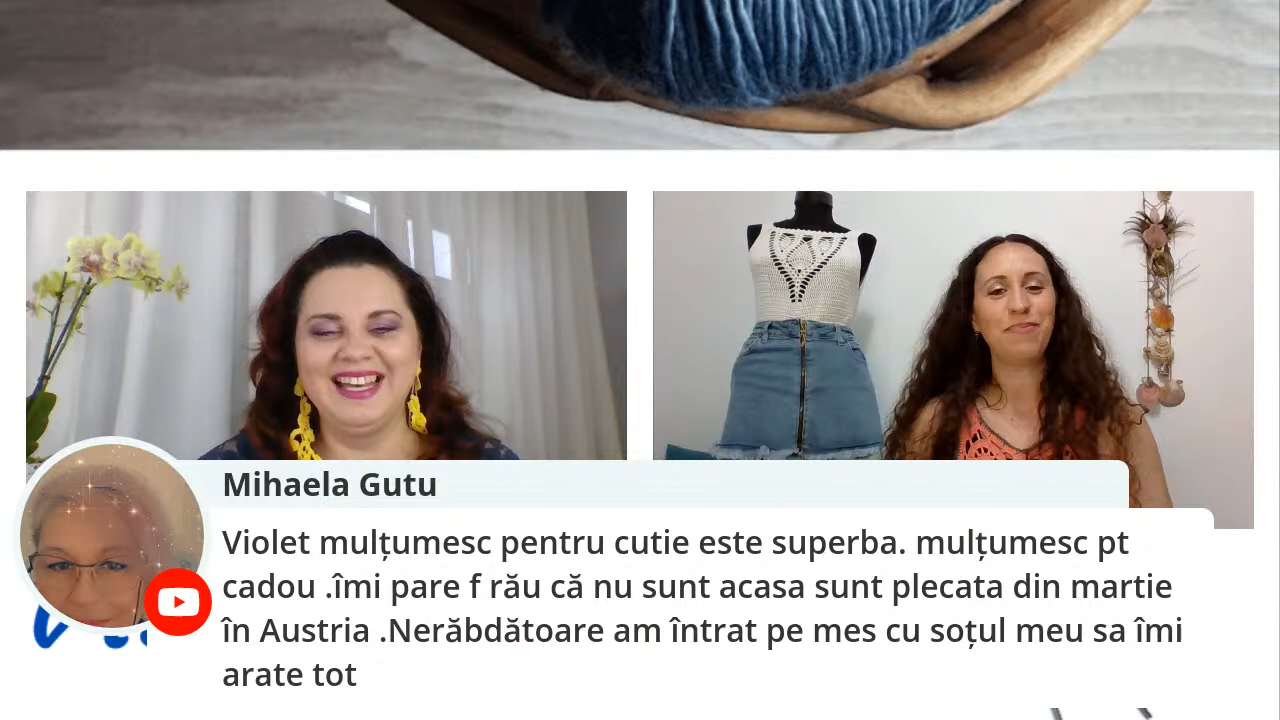 Mihaela Gutu
Violet mulțumesc pentru cutie este superba. mulțumesc pt
cadou .îmi pare f rău că nu sunt acasa sunt plecata din martie
în Austria .Nerăbdătoare am întrat pe mes cu soțul meu sa îmi
arate tot